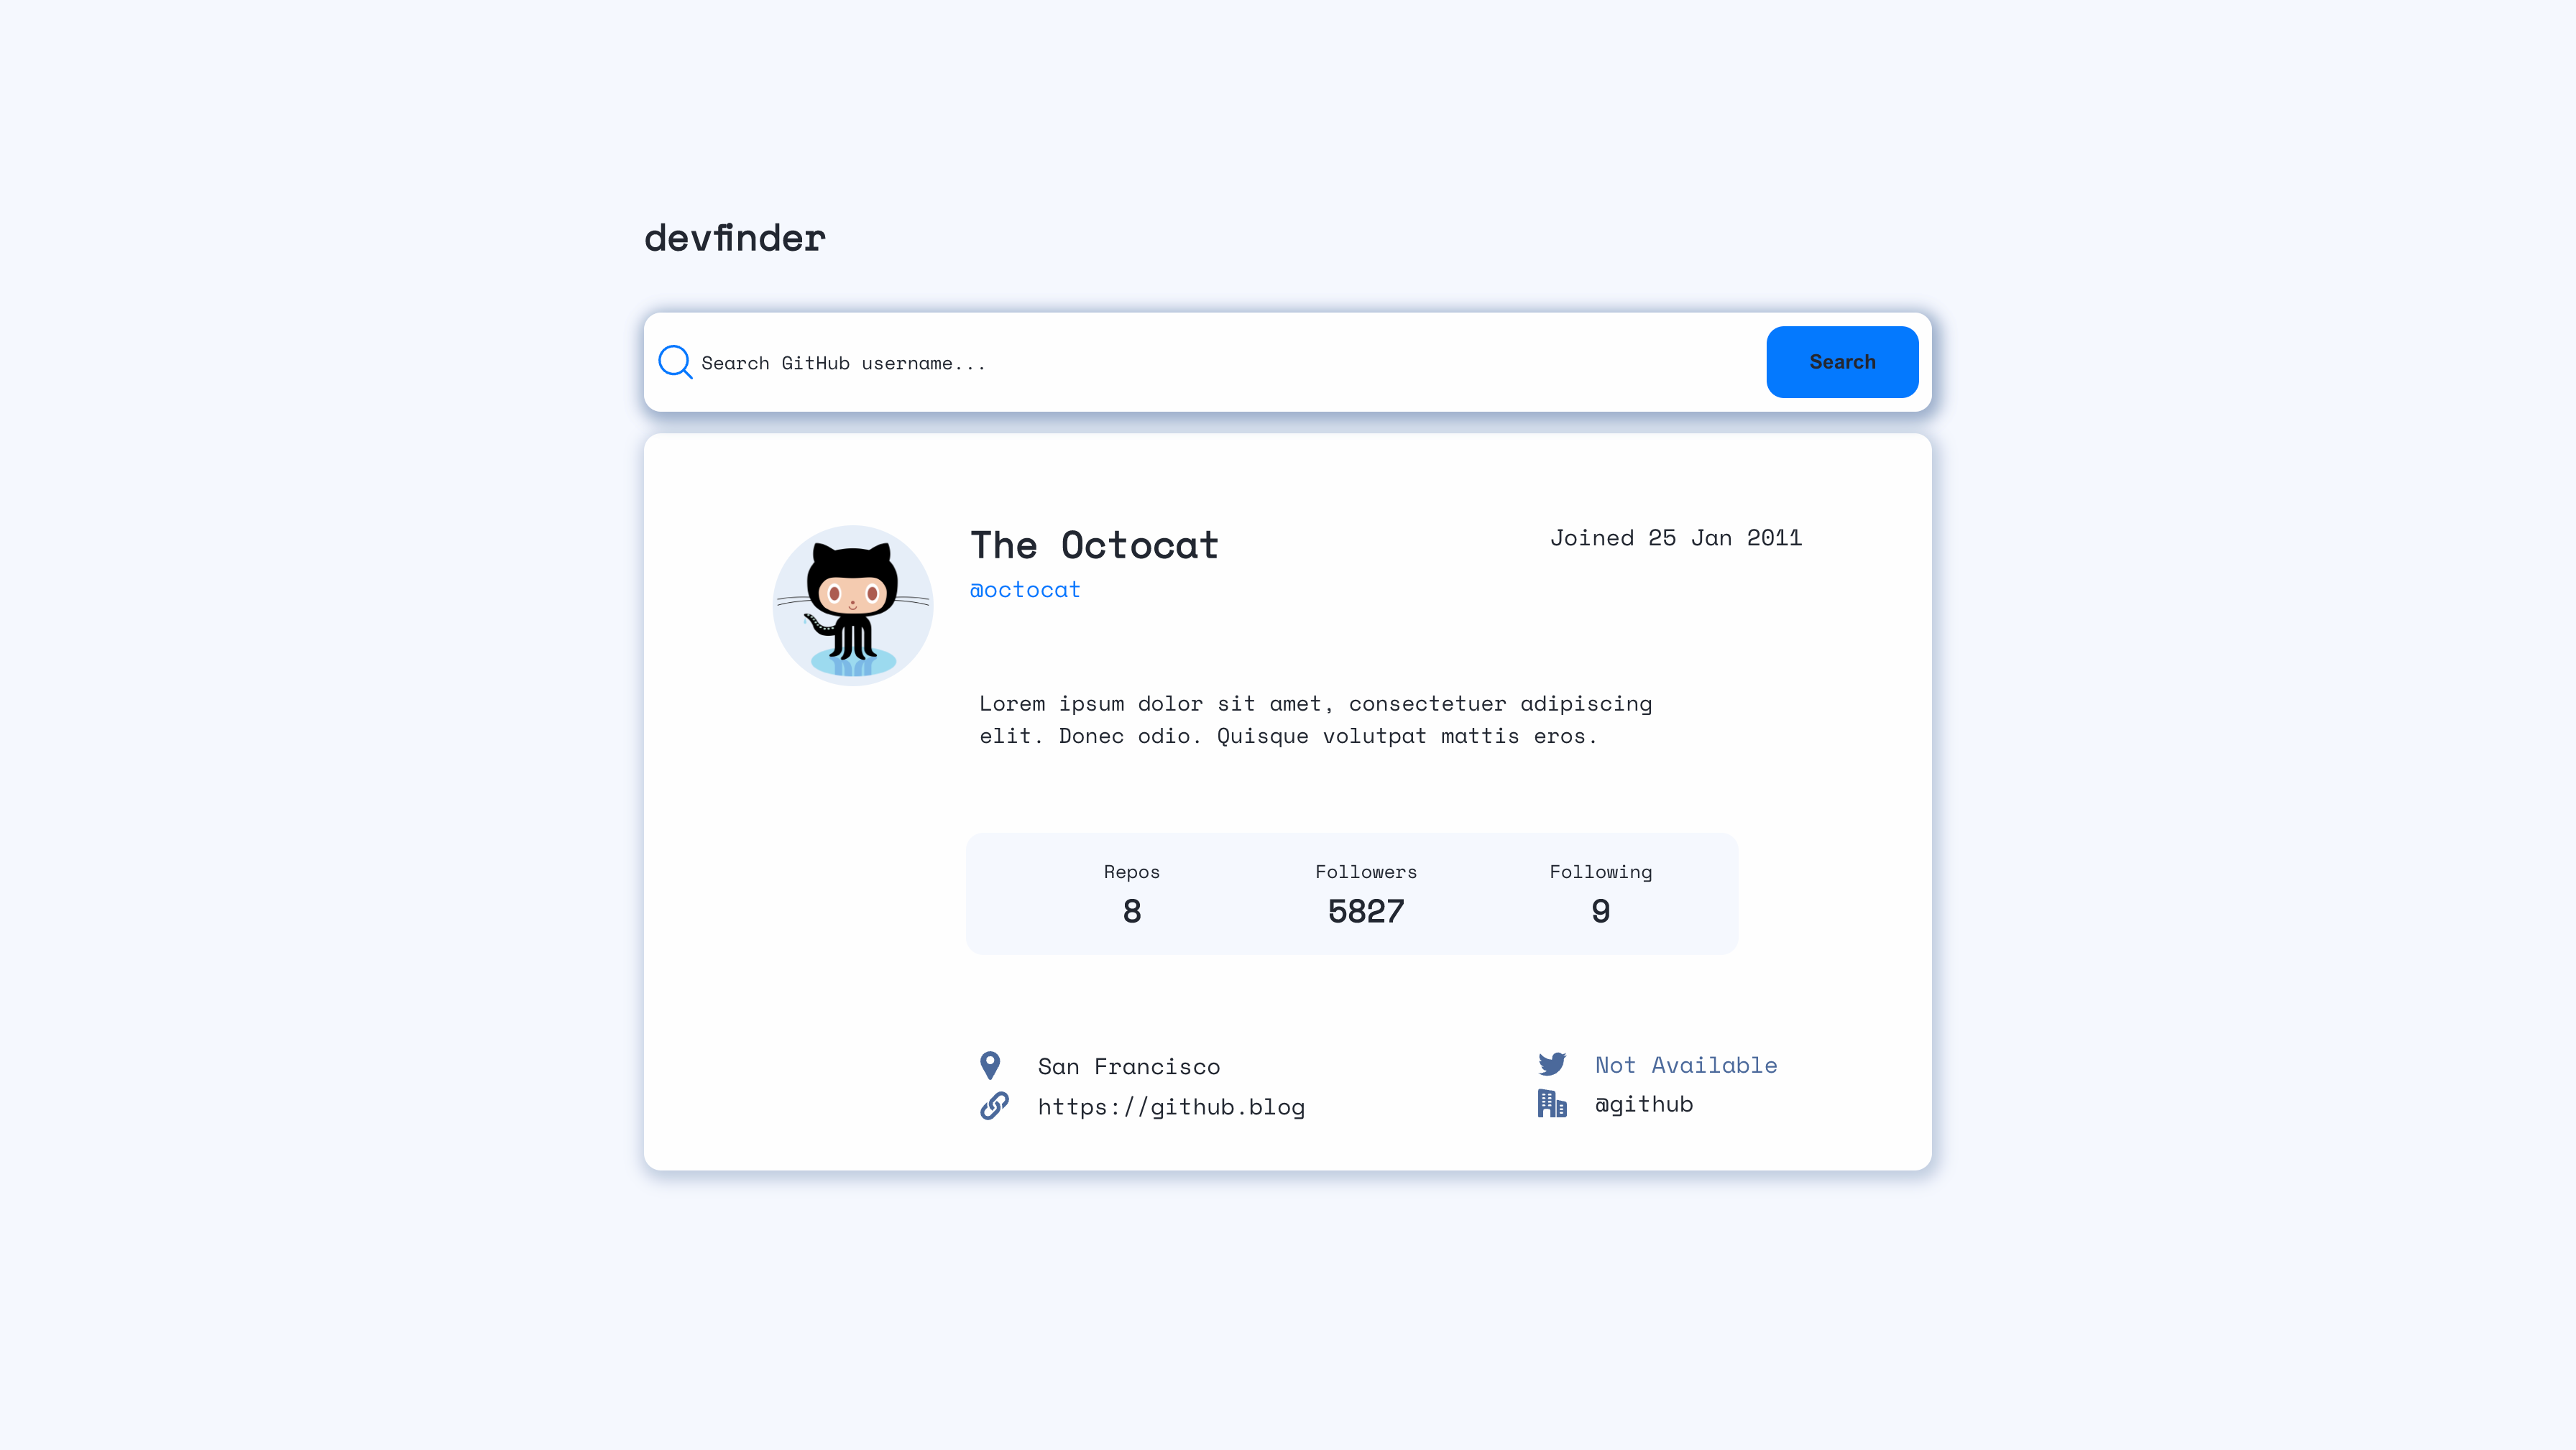 devfinder
Search GitHub username...
Search
The Octocat
Joined 25 Jan 2011
@octocat
Lorem ipsum dolor sit amet, consectetuer adipiscing
elit. Donec odio. Quisque volutpat mattis eros.
Repos
8
Followers
5827
Following
9
San Francisco
https://github.blog
Not Available
@github